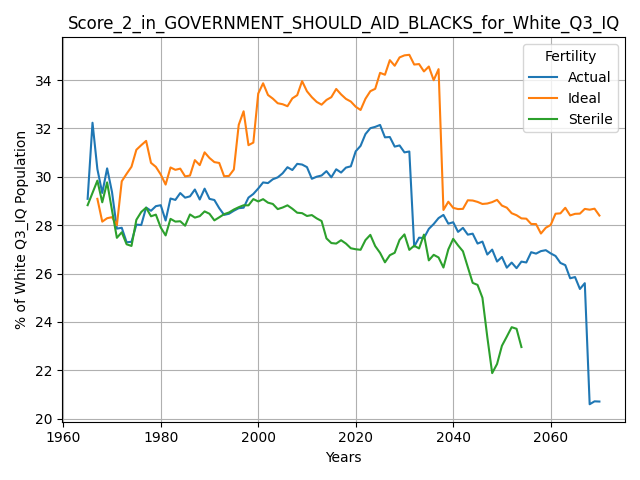 Score_2_in_GOVERNMENT_SHOULD_AID_BLACKS_for_White_Q3_IQ
Fertility
Actual
Ideal
Sterile
% of White Q3_IQ Population
34
32
30
28
26
24
22
20
1960
1980
2000
2020
2040
2060
Years